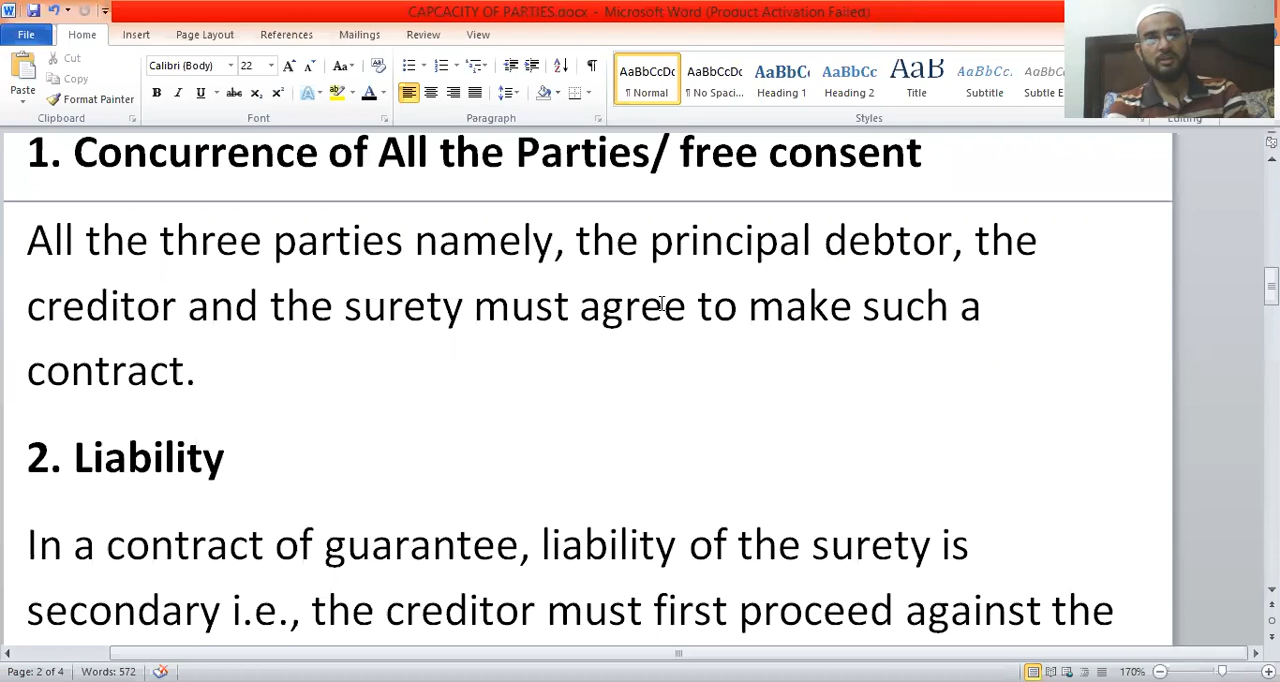 CAPCACITY OF PARTIES.docx - Microsoft Word (Product Activation Failed)
File Home Insert Page Layout References Mailings Review View
Cut
Copy
Paste
Format Painter
Clipboard
Calibri (Body) 22
Font
Paragraph
AaBbCcDc AaBbCcDc AaBbC AaBbCc AaB AaBbCc. AaBbCc
¶ Normal ¶ No Spaci... Heading 1 Heading 2 Title Subtitle Subtle E
Styles
Editing
1. Concurrence of All the Parties/ free consent
All the three parties namely, the principal debtor, the
creditor and the surety must agree to make such a
contract.
2. Liability
In a contract of guarantee, liability of the surety is
secondary i.e., the creditor must first proceed against the
Page: 2 of 4 Words: 572 170%